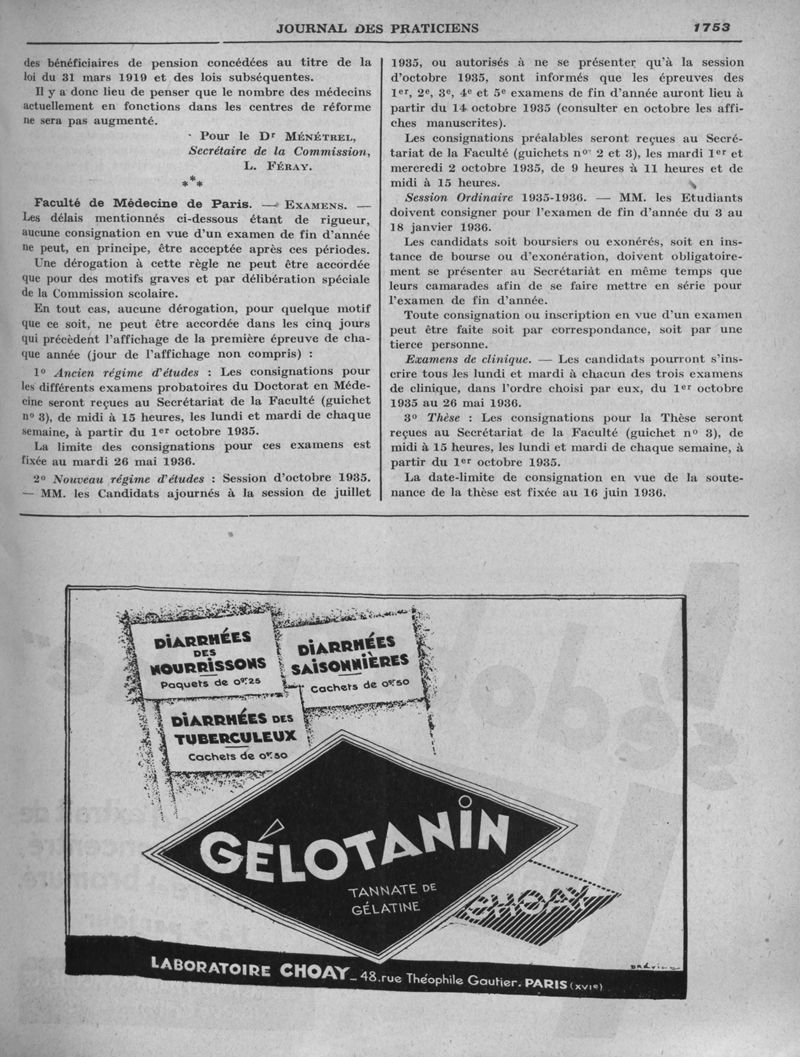 JOURNAL DES PRATICIENS 1753
des bénéficiaires de pension concédées au titre de la
loi du 31 mars 1919 et des lois subséquentes.
Il y a donc lieu de penser que le nombre des médecins
actuellement en fonctions dans les centres de réforme
ne sera pas augmenté.
Pour le Dr MÉNÉTREL,
Secrétaire de la Commission,
L. FÉRAY.
***
Faculté de Médecine de Paris. — EXAMENS. —
Les délais mentionnés ci-dessous étant de rigueur,
aucune consignation en vue d'un examen de fin d'année
ne peut, en principe, être acceptée après ces périodes.
Une dérogation à cette règle ne peut être accordée
que pour des motifs graves et par délibération spéciale
de la Commission scolaire.
En tout cas, aucune dérogation, pour quelque motif
que ce soit, ne peut être accordée dans les cinq jours
qui précèdent l'affichage de la première épreuve de cha-
que année (jour de l'affichage non compris) :
1º Ancien régime d'études : Les consignations pour
les différents examens probatoires du Doctorat en Méde-
cine seront reçues au Secrétariat de la Faculté (guichet
nº 3), de midi à 15 heures, les lundi et mardi de chaque
semaine, à partir du 1er octobre 1935.
La limite des consignations pour ces examens est
fixée au mardi 26 mai 1936.
2º Nouveau régime d'études : Session d'octobre 1935.
— MM. les Candidats ajournés à la session de juillet
1935, ou autorisés à ne se présenter qu'à la session
d'octobre 1935, sont informés que les épreuves des
1er, 2e, 3e, 4e et 5e examens de fin d'année auront lieu à
partir du 14 octobre 1935 (consulter en octobre les affi-
ches manuscrites).
Les consignations préalables seront reçues au Secré-
tariat de la Faculté (guichets nos 2 et 3), les mardi 1er et
mercredi 2 octobre 1935, de 9 heures à 11 heures et de
midi à 15 heures.
Session Ordinaire 1935-1936. — MM. les Etudiants
doivent consigner pour l'examen de fin d'année du 3 au
18 janvier 1936.
Les candidats soit boursiers ou exonérés, soit en ins-
tance de bourse ou d'exonération, doivent obligatoire-
ment se présenter au Secrétariat en même temps que
leurs camarades afin de se faire mettre en série pour
l'examen de fin d'année.
Toute consignation ou inscription en vue d'un examen
peut être faite soit par correspondance, soit par une
tierce personne.
Examens de clinique. — Les candidats pourront s'ins-
crire tous les lundi et mardi à chacun des trois examens
de clinique, dans l'ordre choisi par eux, du 1er octobre
1935 au 26 mai 1936.
3º Thèse : Les consignations pour la Thèse seront
reçues au Secrétariat de la Faculté (guichet nº 3), de
midi à 15 heures, les lundi et mardi de chaque semaine, à
partir du 1er octobre 1935.
La date-limite de consignation en vue de la soute-
nance de la thèse est fixée au 16 juin 1936.
DIARRHÉES
DES
NOURRISSONS
Paquets de 0gr.25
DIARRHÉES
SAISONNIÈRES
Cachets de 0gr.50
DIARRHÉES DES
TUBERCULEUX
Cachets de 0gr.50
GÉLOTANIN
TANNATE DE
GÉLATINE
CHOAY
LABORATOIRE CHOAY_48.rue Théophile Gautier. PARIS (XVIe)